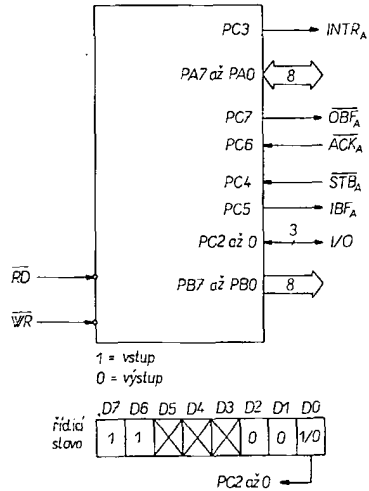 PC3 INTR_A
PA7 až PA0 8
PC7 OBF_A
PC6 ACK_A
PC4 STB_A
PC5 IBF_A
3
PC2 až 0 I/O
RD
PB7 až PB0 8
WR
1 = vstup
0 = výstup
D7 D6 D5 D4 D3 D2 D1 D0
řídicí
slovo 1 1 0 0 1/0
PC2 až 0